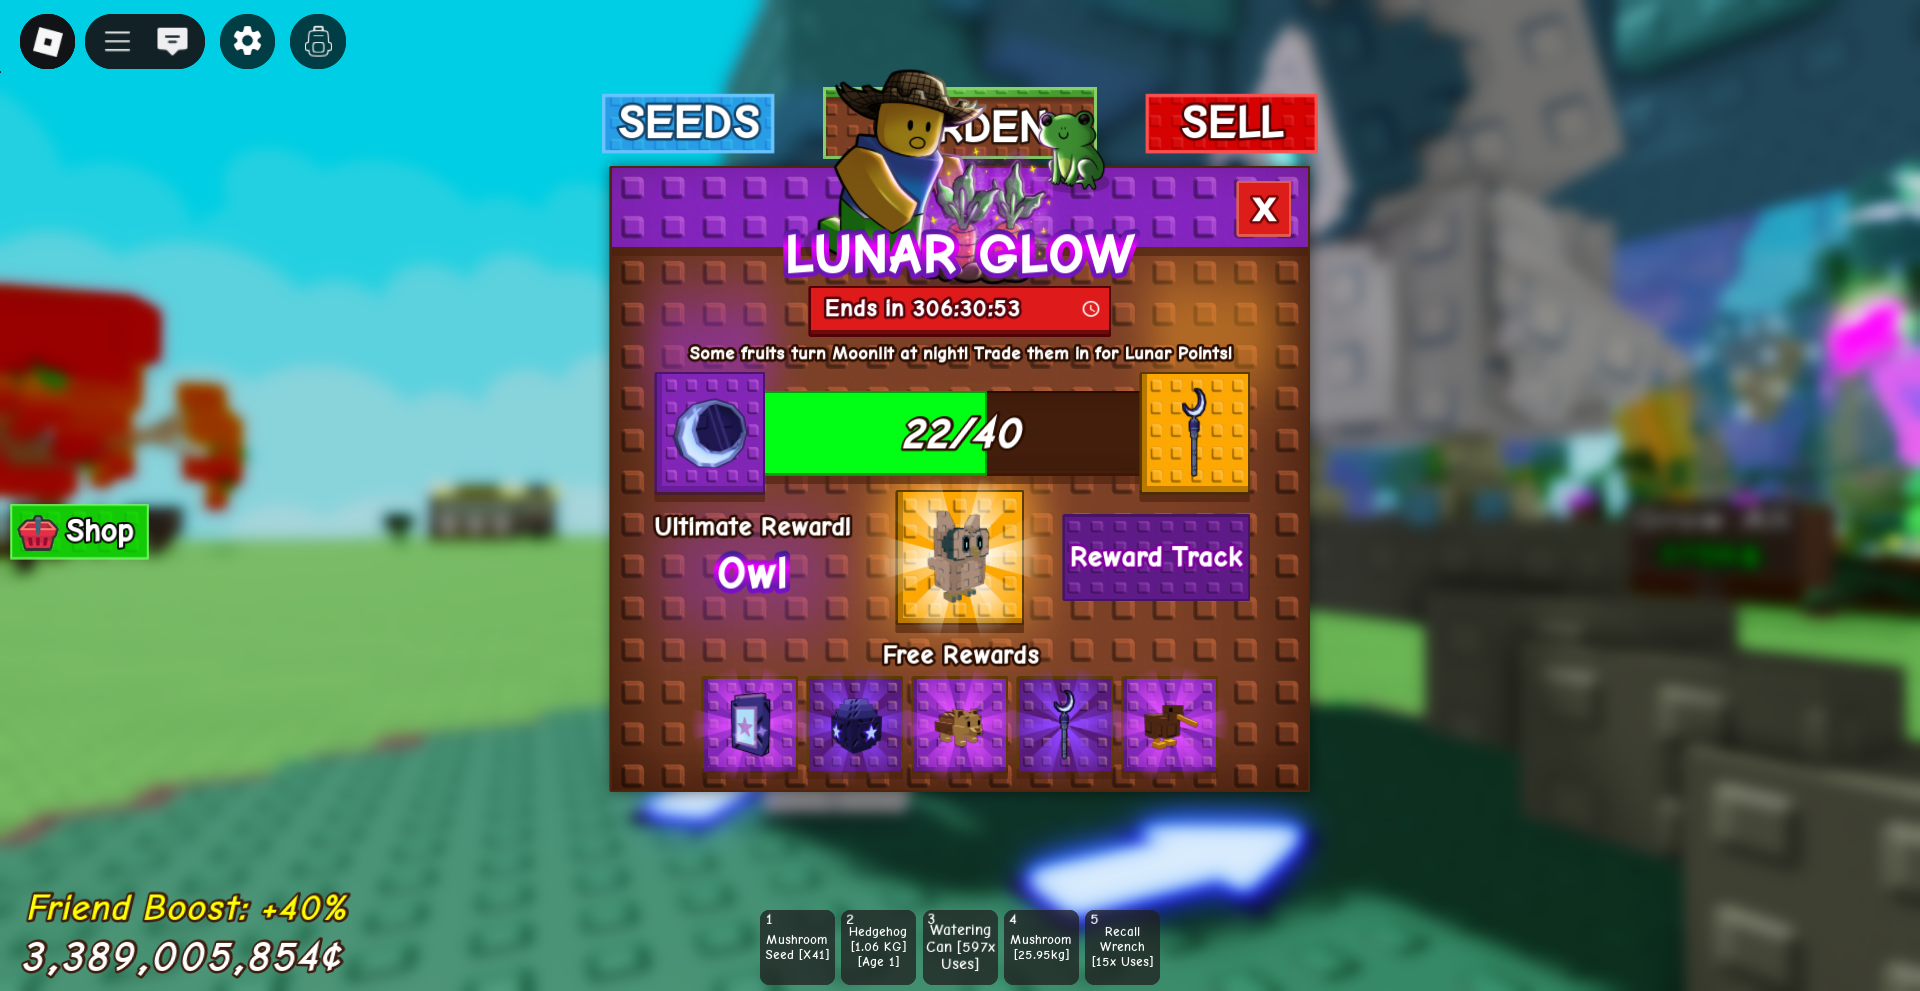 SEEDS
RDEN
SELL
X
LUNAR GLOW
Ends in 306:30:53
Some fruits turn Moonlit at night! Trade them in for Lunar Points!
22/40
Shop
Ultimate Reward!
Owl
Reward Track
Free Rewards
Friend Boost: +40%
3,389,005,854¢
1
Mushroom
Seed [X41]
2
Hedgehog
[1.06 KG]
[Age 1]
3
Watering
Can [597x
Uses]
4
Mushroom
[25.95kg]
5
Recall
Wrench
[15x Uses]